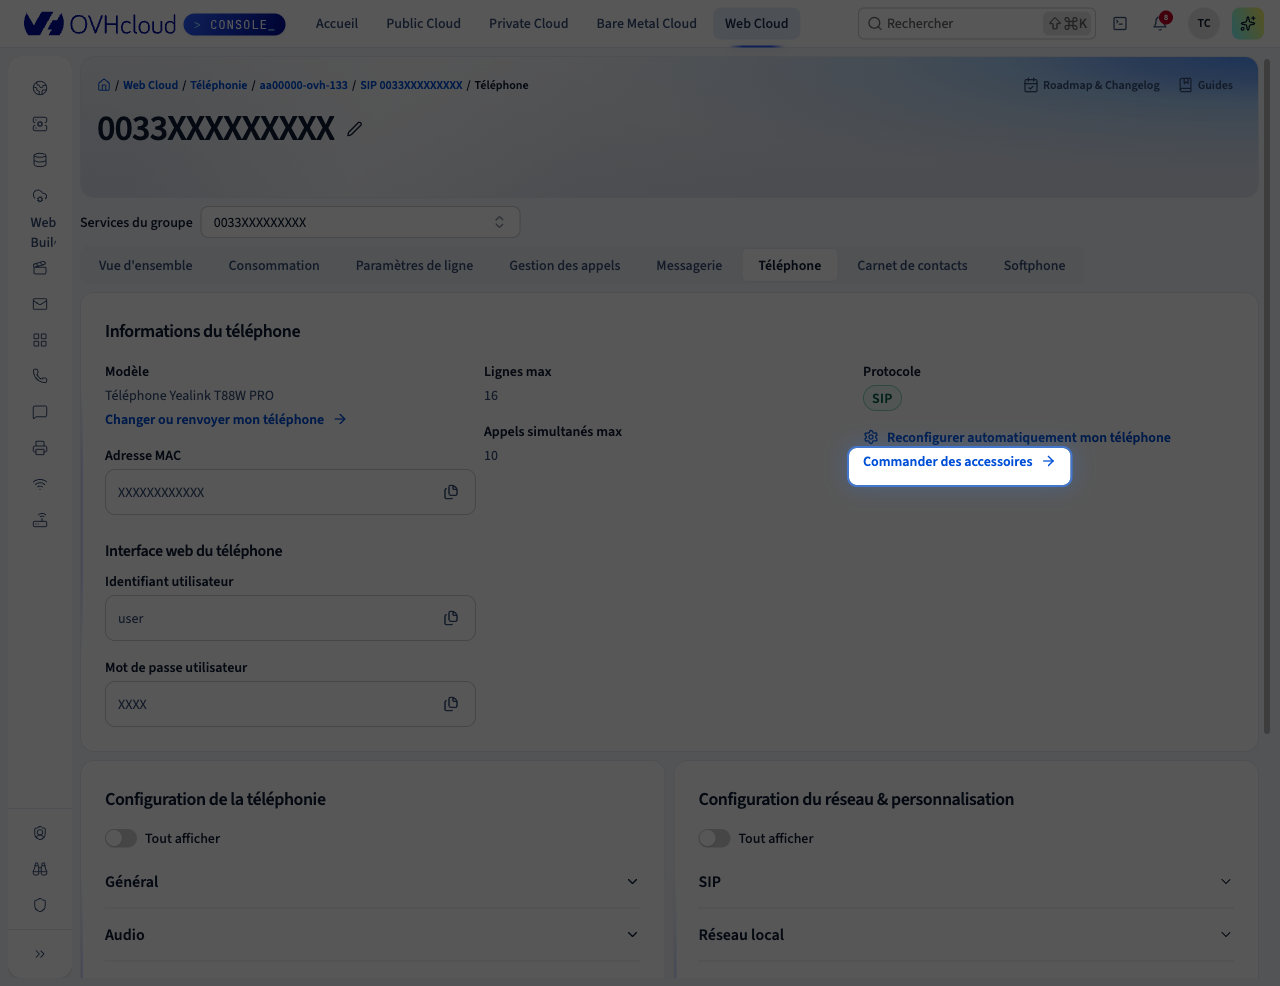 OVHcloud > CONSOLE_ Accueil Public Cloud Private Cloud Bare Metal Cloud Web Cloud Rechercher ⇧⌘K 8 TC
/ Web Cloud / Téléphonie / aa00000-ovh-133 / SIP 0033XXXXXXXXX / Téléphone Roadmap & Changelog Guides
0033XXXXXXXXX
Web
Buil
Services du groupe 0033XXXXXXXXX
Vue d'ensemble Consommation Paramètres de ligne Gestion des appels Messagerie Téléphone Carnet de contacts Softphone
Informations du téléphone
Modèle
Téléphone Yealink T88W PRO
Changer ou renvoyer mon téléphone
Adresse MAC
XXXXXXXXXXXX
Lignes max
16
Appels simultanés max
10
Protocole
SIP
Reconfigurer automatiquement mon téléphone
Commander des accessoires
Interface web du téléphone
Identifiant utilisateur
user
Mot de passe utilisateur
XXXX
Configuration de la téléphonie
Tout afficher
Général
Audio
Configuration du réseau & personnalisation
Tout afficher
SIP
Réseau local